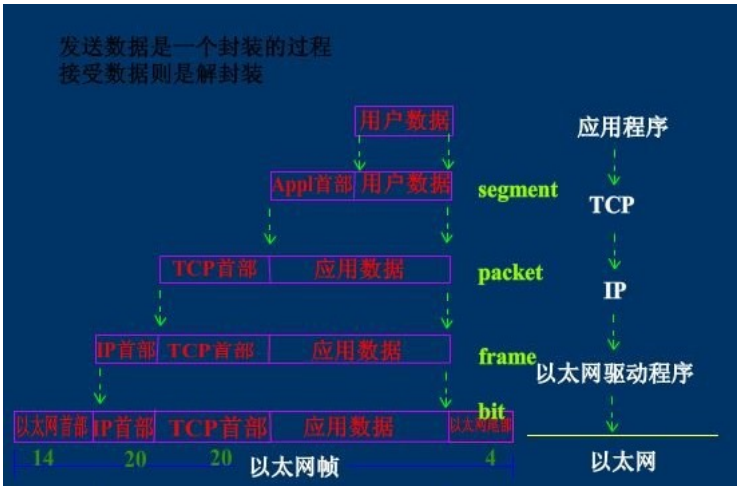 发送数据是一个封装的过程
接受数据则是解封装
用户数据
应用程序
Appl首部 用户数据
segment
TCP
TCP首部 应用数据
packet
IP
IP首部 TCP首部 应用数据
frame
以太网驱动程序
bit
以太网首部 IP首部 TCP首部 应用数据 以太网尾部
14 20 20 以太网帧 4
以太网